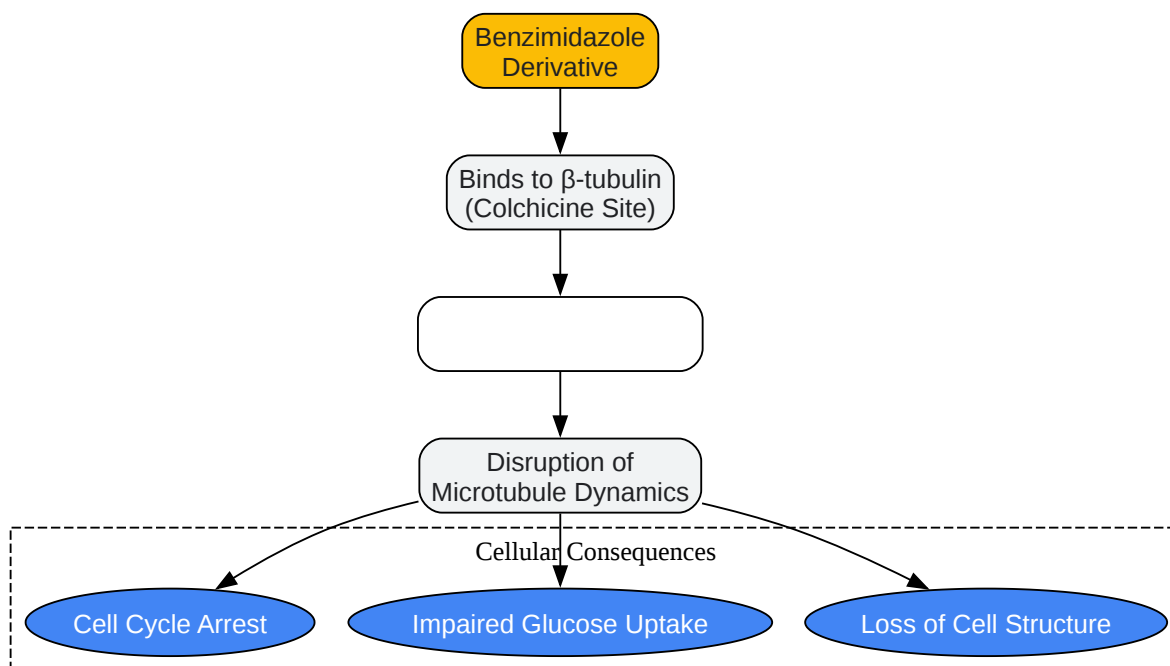 Benzimidazole
Derivative
Binds to β-tubulin
(Colchicine Site)
Disruption of
Microtubule Dynamics
Cellular Consequences
Cell Cycle Arrest
Impaired Glucose Uptake
Loss of Cell Structure